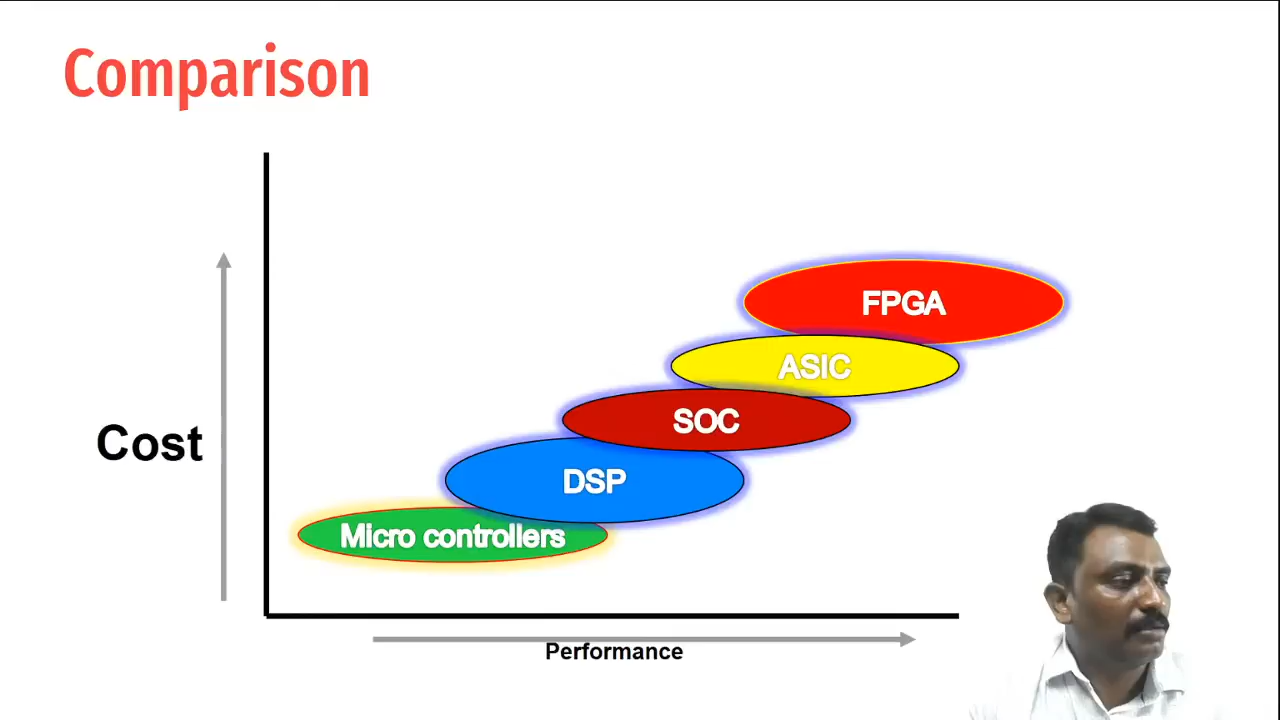 Comparison
FPGA
ASIC
SOC
Cost
DSP
Micro controllers
Performance